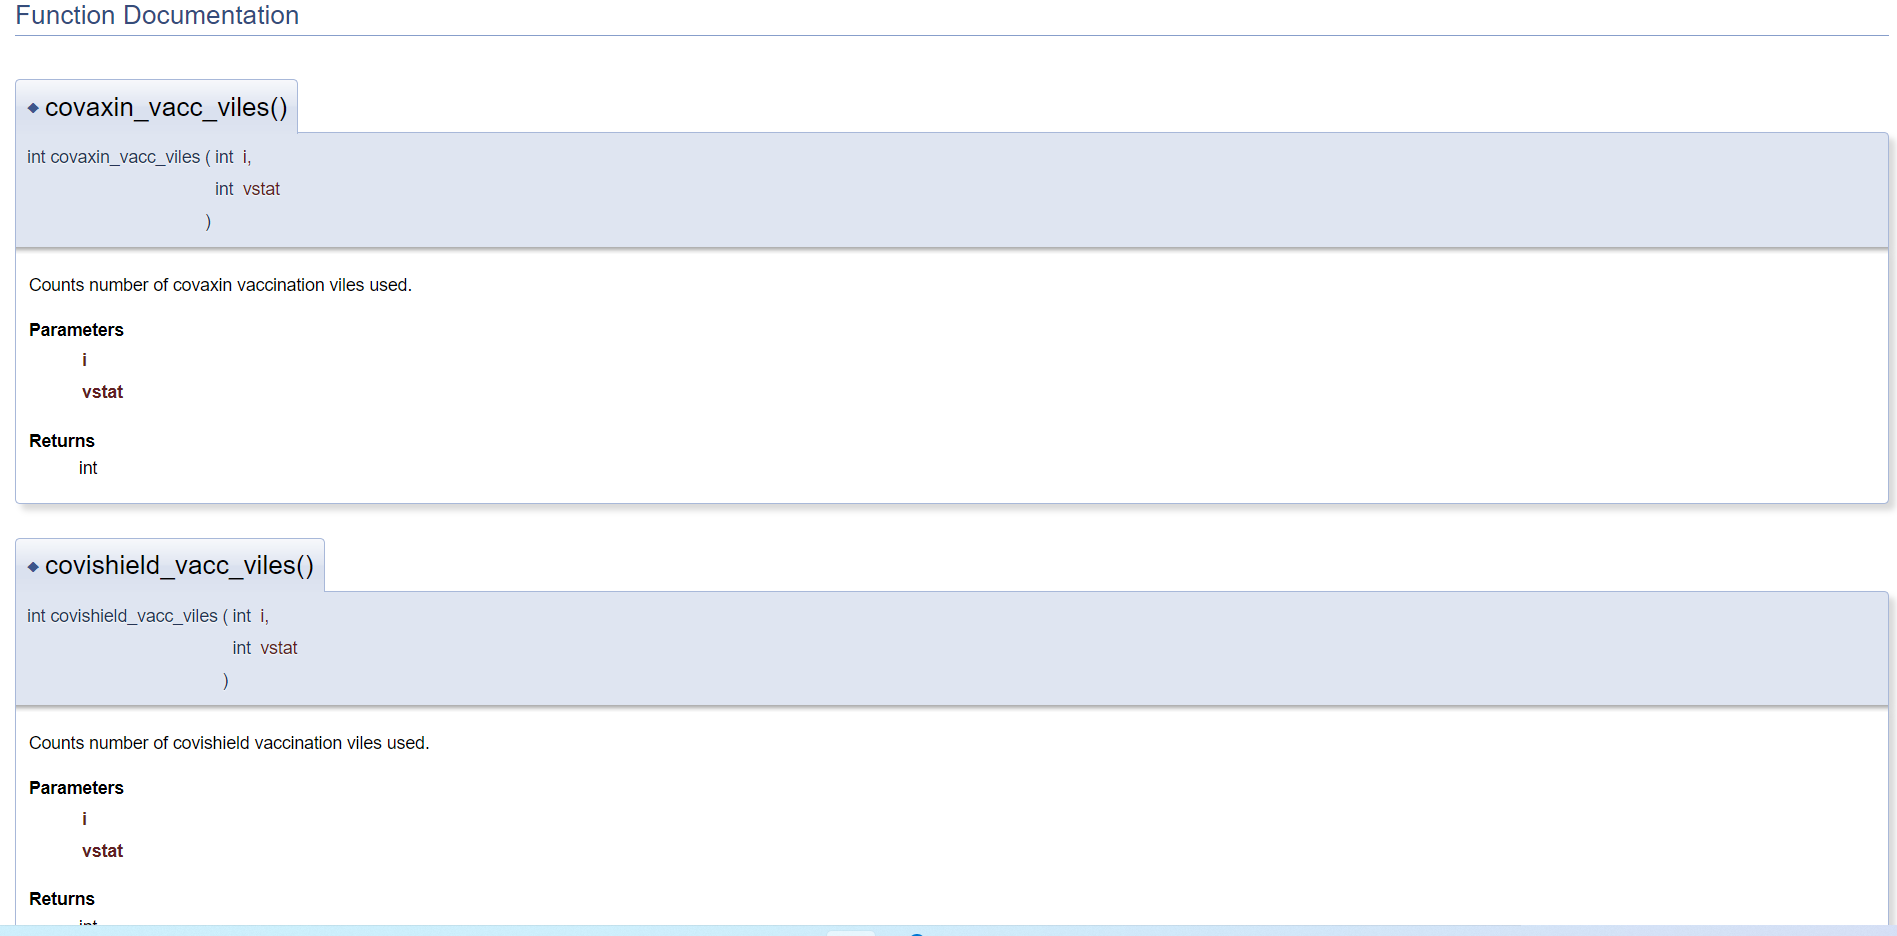 Function Documentation
◆ covaxin_vacc_viles()
int covaxin_vacc_viles ( int i,
int vstat
)
Counts number of covaxin vaccination viles used.
Parameters
i
vstat
Returns
int
◆ covishield_vacc_viles()
int covishield_vacc_viles ( int i,
int vstat
)
Counts number of covishield vaccination viles used.
Parameters
i
vstat
Returns
int